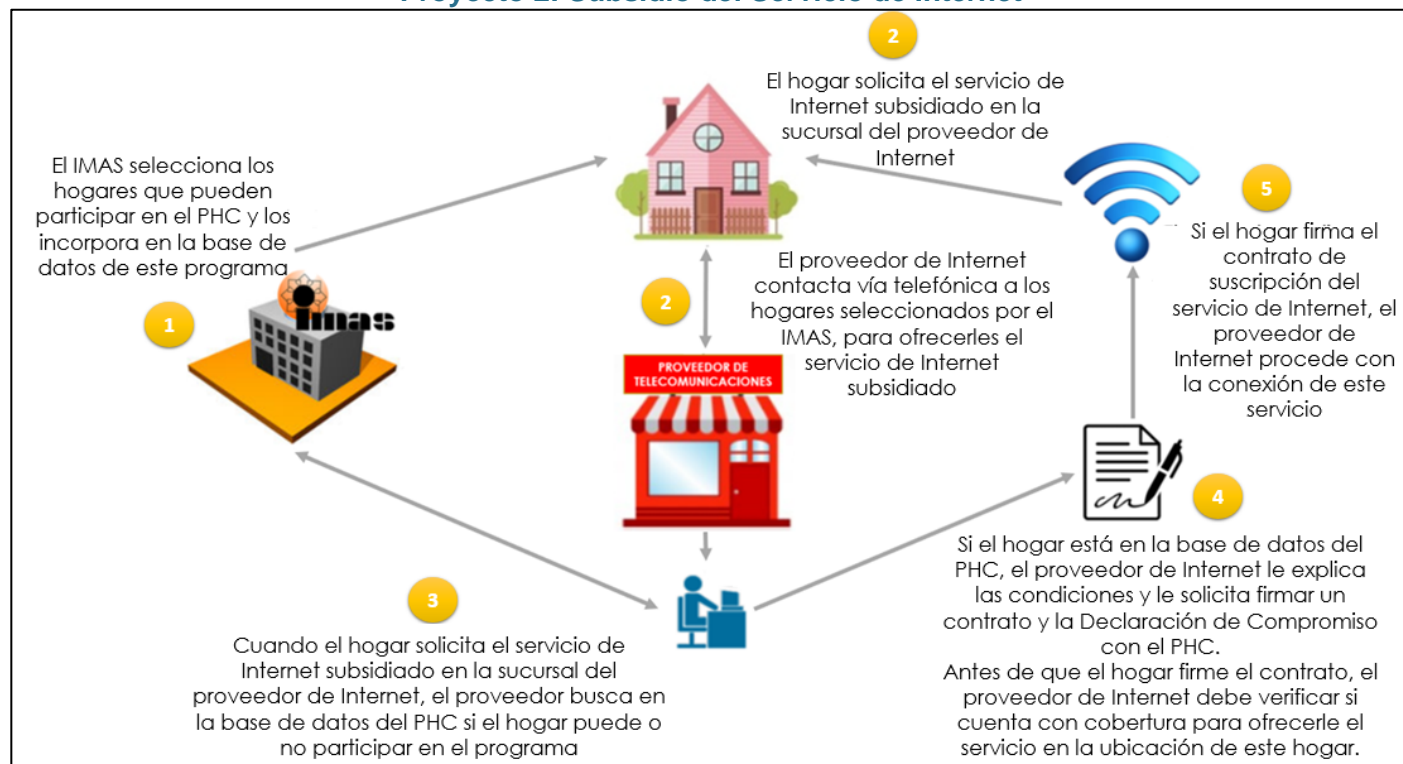 Proyecto 2: Subsidio del Servicio de Internet
1
El IMAS selecciona los
hogares que pueden
participar en el PHC y los
incorpora en la base de
datos de este programa
imas
2
El hogar solicita el servicio de
Internet subsidiado en la
sucursal del proveedor de
Internet
2
El proveedor de Internet
contacta vía telefónica a los
hogares seleccionados por el
IMAS, para ofrecerles el
servicio de Internet
subsidiado
PROVEEDOR DE
TELECOMUNICACIONES
3
Cuando el hogar solicita el servicio de
Internet subsidiado en la sucursal del
proveedor de Internet, el proveedor busca en
la base de datos del PHC si el hogar puede o
no participar en el programa
4
Si el hogar está en la base de datos del
PHC, el proveedor de Internet le explica
las condiciones y le solicita firmar un
contrato y la Declaración de Compromiso
con el PHC.
Antes de que el hogar firme el contrato, el
proveedor de Internet debe verificar si
cuenta con cobertura para ofrecerle el
servicio en la ubicación de este hogar.
5
Si el hogar firma el
contrato de
suscripción del
servicio de Internet, el
proveedor de
Internet procede con
la conexión de este
servicio